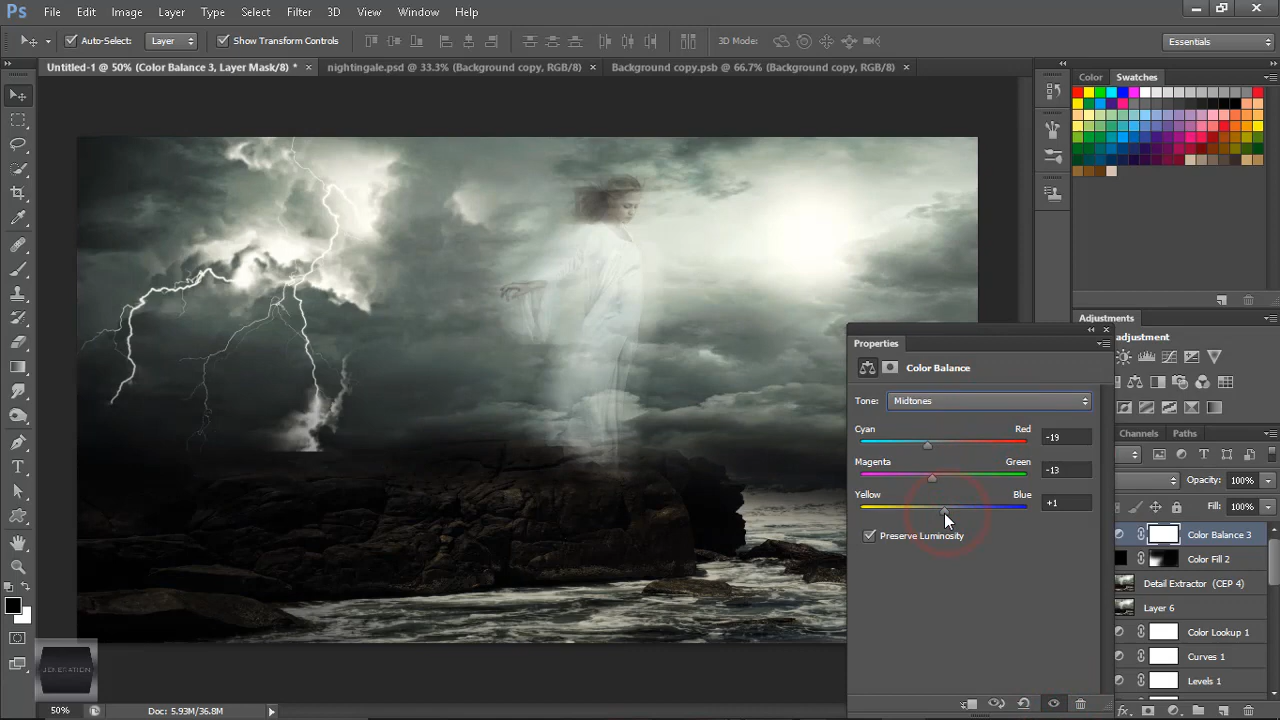 Ps File Edit Image Layer Type Select Filter 3D View Window Help
Auto-Select: Layer Show Transform Controls 3D Mode: Essentials
Untitled-1 @ 50% (Color Balance 3, Layer Mask/8) * × nightingale.psd @ 33.3% (Background copy, RGB/8) × Background copy.psb @ 66.7% (Background copy, RGB/8) ×
Color Swatches
Adjustments
adjustment
Properties
Color Balance
Tone: Midtones
Cyan Red -19
Magenta Green -13
Yellow Blue +1
Preserve Luminosity
Channels Paths
Opacity: 100%
Fill: 100%
Color Balance 3
Color Fill 2
Detail Extractor (CEP 4)
Layer 6
Color Lookup 1
Curves 1
Levels 1
fx
T
50% Doc: 5.93M/36.8M